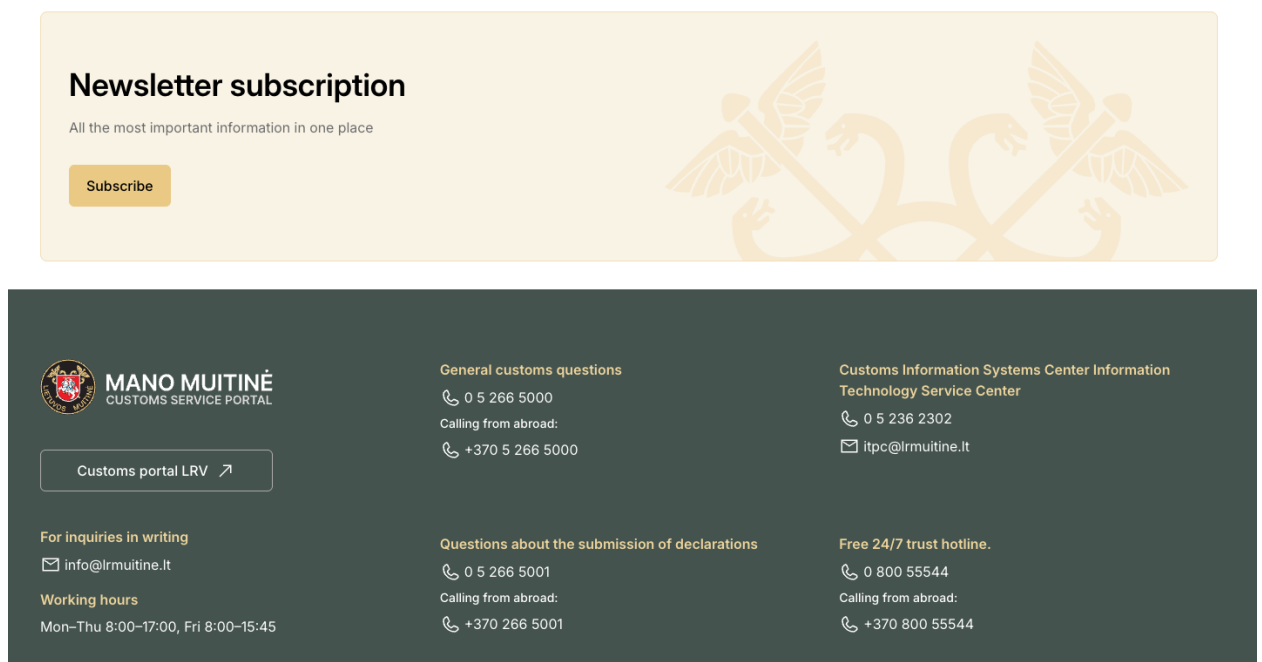 Newsletter subscription
All the most important information in one place
Subscribe
LIETUVOS MUITINĖ
MANO MUITINĖ
CUSTOMS SERVICE PORTAL
Customs portal LRV
For inquiries in writing
info@lrmuitine.lt
Working hours
Mon–Thu 8:00–17:00, Fri 8:00–15:45
General customs questions
0 5 266 5000
Calling from abroad:
+370 5 266 5000
Questions about the submission of declarations
0 5 266 5001
Calling from abroad:
+370 266 5001
Customs Information Systems Center Information
Technology Service Center
0 5 236 2302
itpc@lrmuitine.lt
Free 24/7 trust hotline.
0 800 55544
Calling from abroad:
+370 800 55544